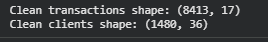 Clean transactions shape: (8413, 17)
Clean clients shape: (1480, 36)